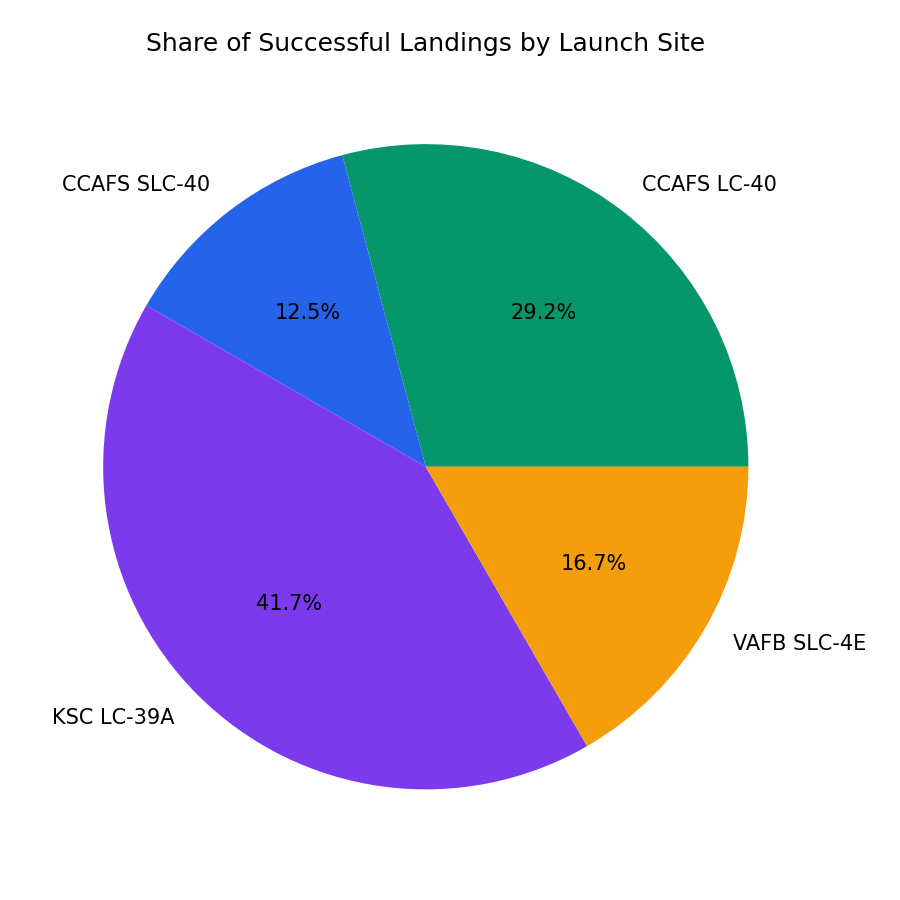 Share of Successful Landings by Launch Site
CCAFS SLC-40
CCAFS LC-40
12.5%
29.2%
16.7%
41.7%
VAFB SLC-4E
KSC LC-39A